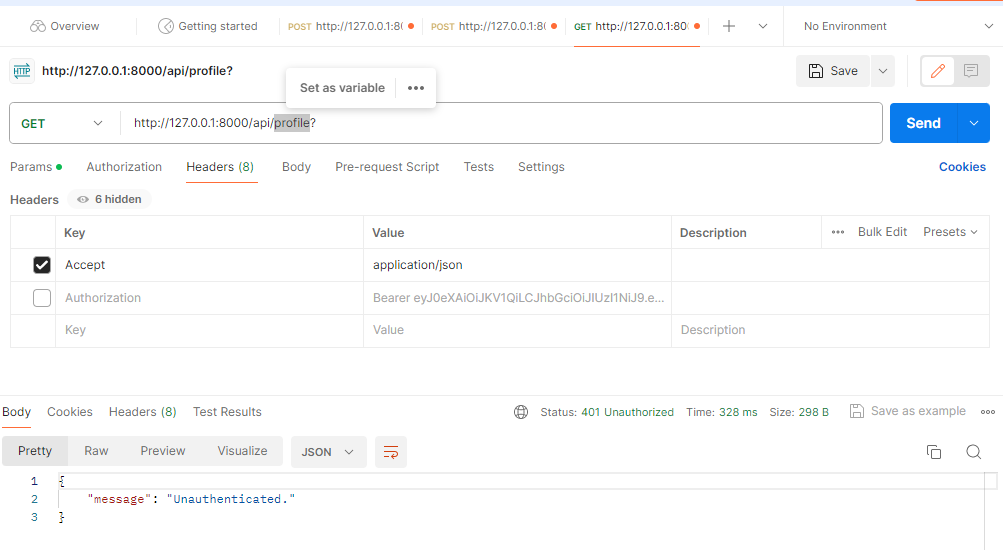 Overview
Getting started
POST http://127.0.0.1:80
POST http://127.0.0.1:80
GET http://127.0.0.1:800
No Environment
HTTP http://127.0.0.1:8000/api/profile?
Save
Set as variable
GET http://127.0.0.1:8000/api/profile?
Send
Params Authorization Headers (8) Body Pre-request Script Tests Settings Cookies
Headers 6 hidden
Key Value Description Bulk Edit Presets
Accept application/json
Authorization Bearer eyJ0eXAiOiJKV1QiLCJhbGciOiJIUzI1NiJ9.e...
Key Value Description
Body Cookies Headers (8) Test Results Status: 401 Unauthorized Time: 328 ms Size: 298 B Save as example
Pretty Raw Preview Visualize JSON
1 {
2 "message": "Unauthenticated."
3 }